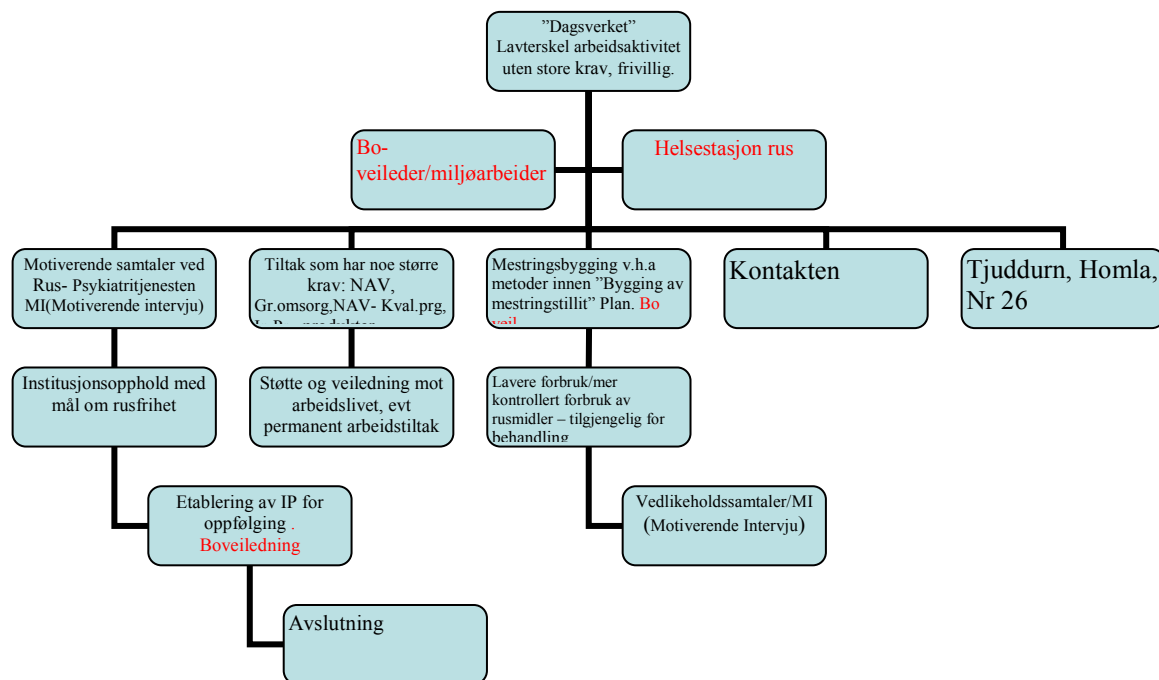 ”Dagsverket”
Lavterskel arbeidsaktivitet
uten store krav, frivillig.
Bo-
veileder/miljøarbeider
Helsestasjon rus
Motiverende samtaler ved
Rus- Psykiatritjenesten
MI(Motiverende intervju)
Tiltak som har noe større
krav: NAV,
Gr.omsorg,NAV- Kval.prg,
Mestringsbygging v.h.a
metoder innen ”Bygging av
mestringstillit” Plan. Bo
veil
Kontakten
Tjuddurn, Homla,
Nr 26
Institusjonsopphold med
mål om rusfrihet
Støtte og veiledning mot
arbeidslivet, evt
permanent arbeidstiltak
Lavere forbruk/mer
kontrollert forbruk av
rusmidler – tilgjengelig for
behandling
Etablering av IP for
oppfølging .
Boveiledning
Vedlikeholdssamtaler/MI
(Motiverende Intervju)
Avslutning